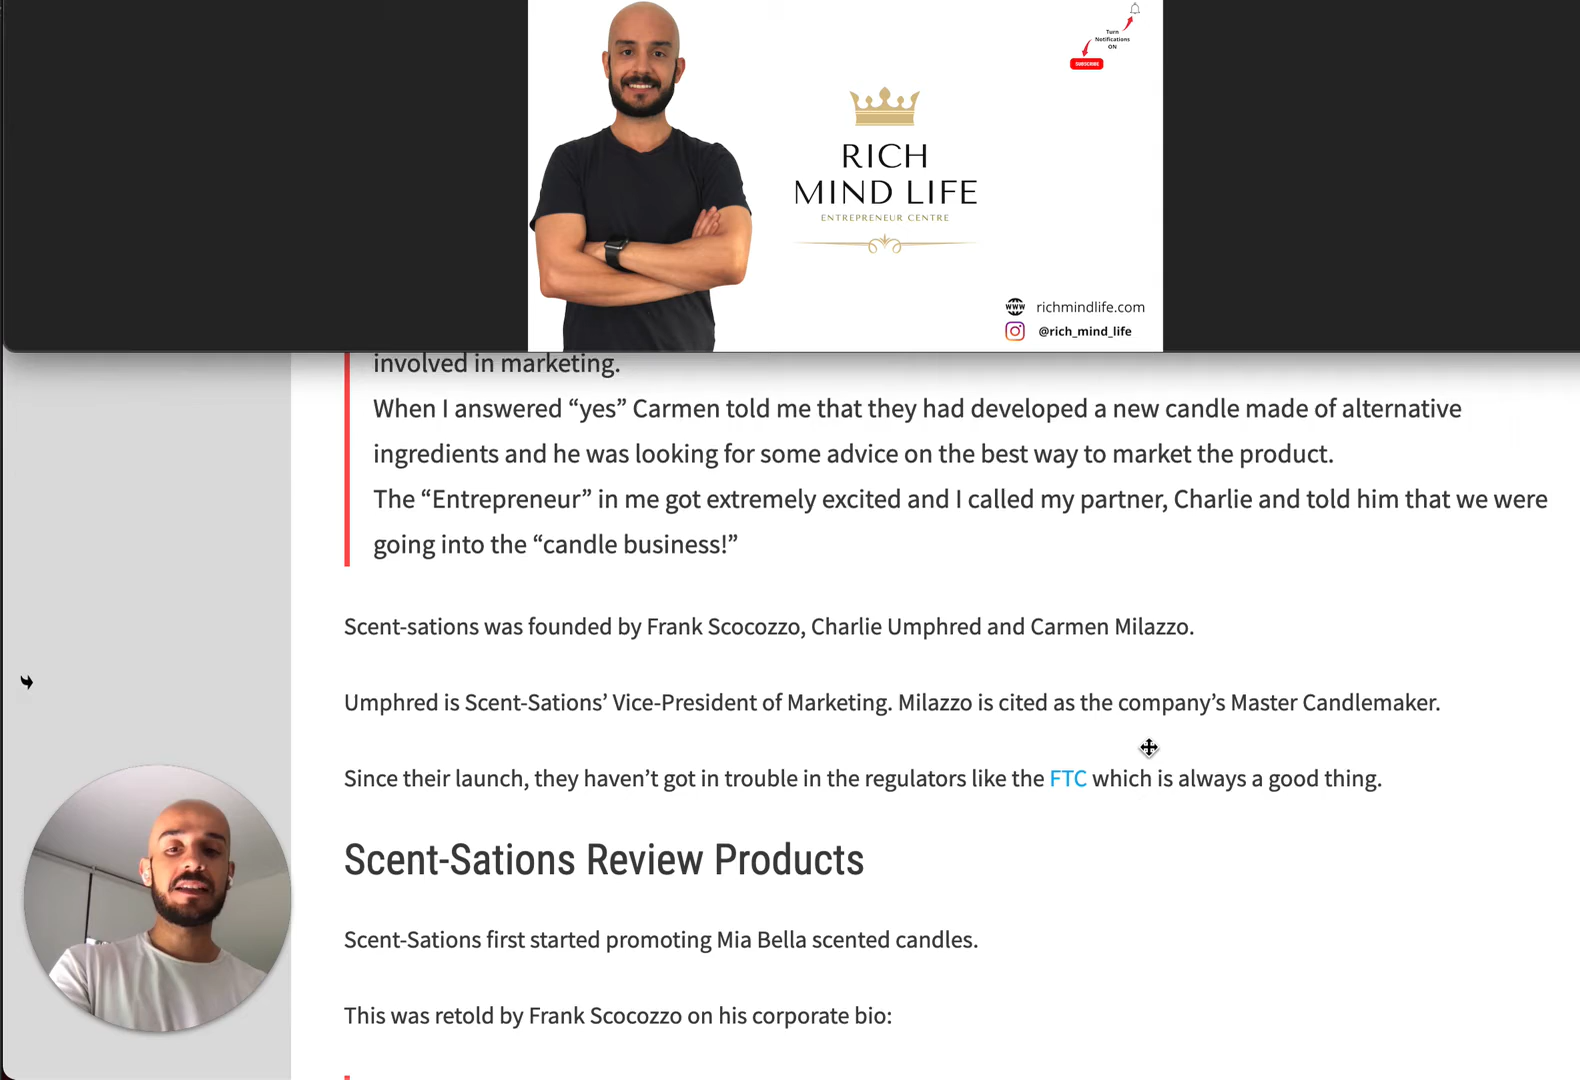 Turn
Notifications
ON
SUBSCRIBE
RICH
MIND LIFE
ENTREPRENEUR CENTRE
www richmindlife.com
@rich_mind_life
involved in marketing.
When I answered “yes” Carmen told me that they had developed a new candle made of alternative
ingredients and he was looking for some advice on the best way to market the product.
The “Entrepreneur” in me got extremely excited and I called my partner, Charlie and told him that we were
going into the “candle business!”
Scent-sations was founded by Frank Scocozzo, Charlie Umphred and Carmen Milazzo.
Umphred is Scent-Sations’ Vice-President of Marketing. Milazzo is cited as the company’s Master Candlemaker.
Since their launch, they haven’t got in trouble in the regulators like the FTC which is always a good thing.
Scent-Sations Review Products
Scent-Sations first started promoting Mia Bella scented candles.
This was retold by Frank Scocozzo on his corporate bio: